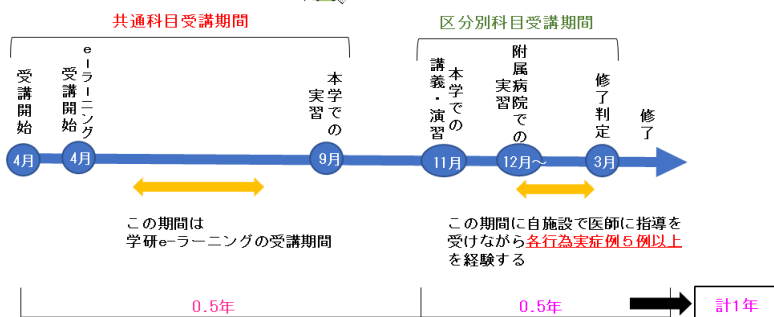 共通科目受講期間
区分別科目受講期間
受講開始
e-ラーニング
受講開始
本学での
実習
本学での
講義・演習
附属病院での
実習
修了判定
修了
4月
4月
9月
11月
12月~
3月
この期間は
学研e-ラーニングの受講期間
この期間に自施設で医師に指導を
受けながら各行為実症例5例以上
を経験する
0.5年
0.5年
計1年